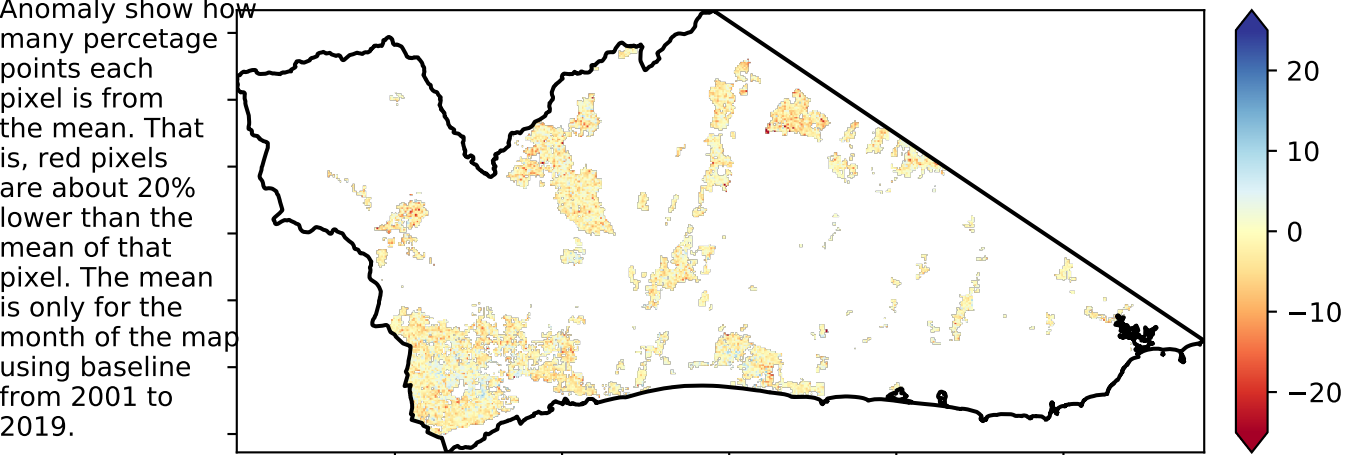 Anomaly show how
many percetage
points each
pixel is from
the mean. That
is, red pixels
are about 20%
lower than the
mean of that
pixel. The mean
is only for the
month of the map
using baseline
from 2001 to
2019.
20
10
0
−10
−20